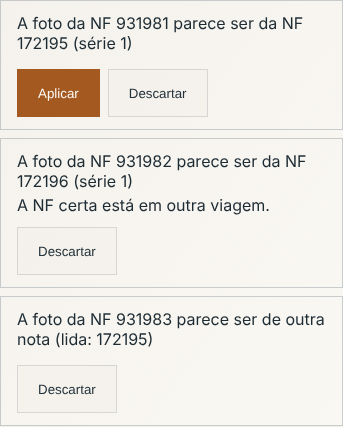 A foto da NF 931981 parece ser da NF
172195 (série 1)
Aplicar
Descartar
A foto da NF 931982 parece ser da NF
172196 (série 1)
A NF certa está em outra viagem.
Descartar
A foto da NF 931983 parece ser de outra
nota (lida: 172195)
Descartar